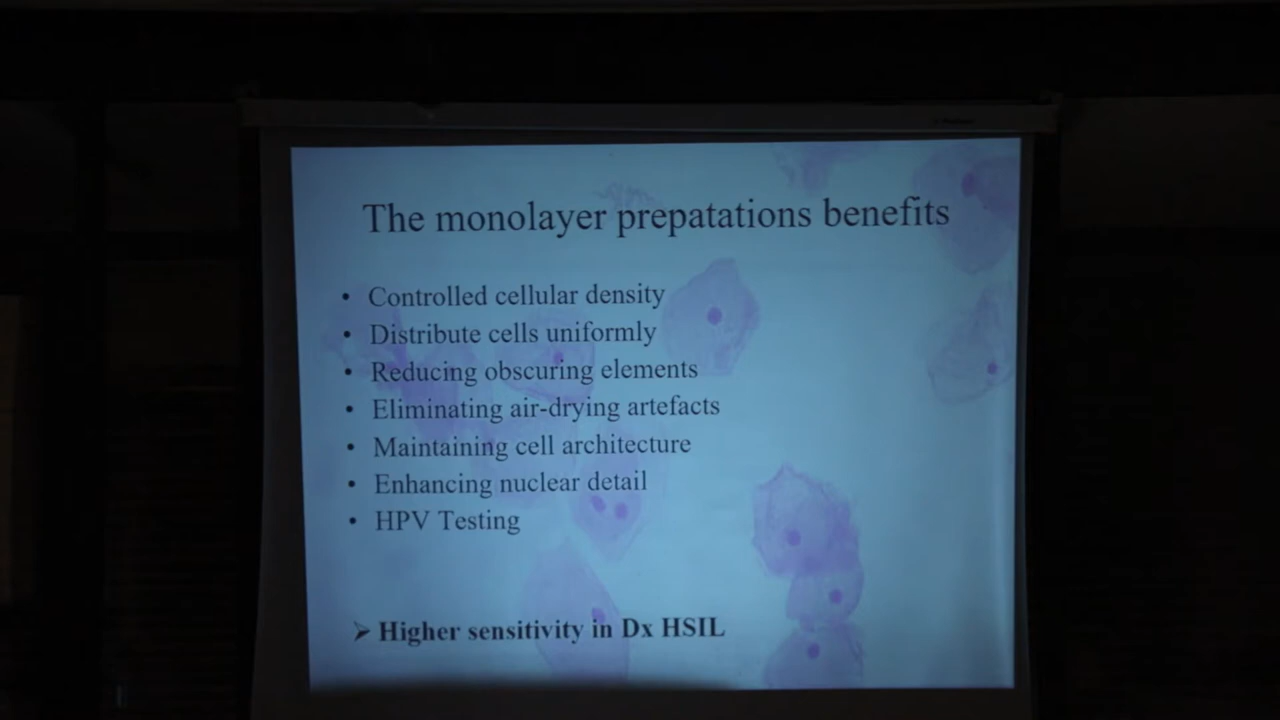 The monolayer prepatations benefits
• Controlled cellular density
• Distribute cells uniformly
• Reducing obscuring elements
• Eliminating air-drying artefacts
• Maintaining cell architecture
• Enhancing nuclear detail
• HPV Testing
➢ Higher sensitivity in Dx HSIL